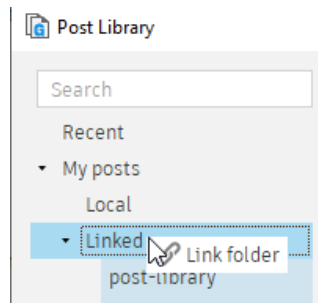 Post Library
Search
Recent
My posts
Local
Linked
Link folder
post-library